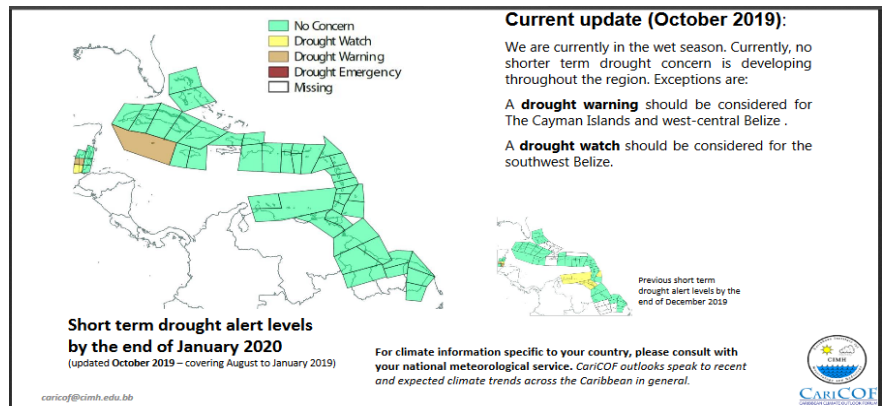 No Concern
Drought Watch
Drought Warning
Drought Emergency
Missing
Current update (October 2019):
We are currently in the wet season. Currently, no
shorter term drought concern is developing
throughout the region. Exceptions are:
A drought warning should be considered for
The Cayman Islands and west-central Belize .
A drought watch should be considered for the
southwest Belize.
Previous short term
drought alert levels by the
end of December 2019
Short term drought alert levels
by the end of January 2020
(updated October 2019 – covering August to January 2019)
For climate information specific to your country, please consult with
your national meteorological service. CariCOF outlooks speak to recent
and expected climate trends across the Caribbean in general.
caricof@cimh.edu.bb
CIMH
CARICOF
CARIBBEAN CLIMATE OUTLOOK FORUM